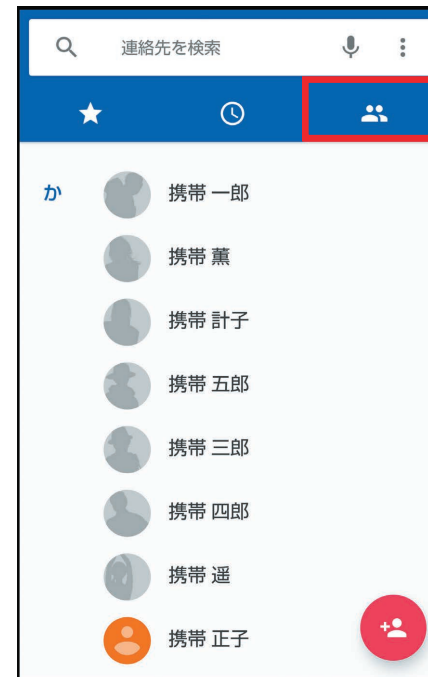 連絡先を検索
か
携帯 一郎
携帯 薫
携帯 計子
携帯 五郎
携帯 三郎
携帯 四郎
携帯 遥
携帯 正子